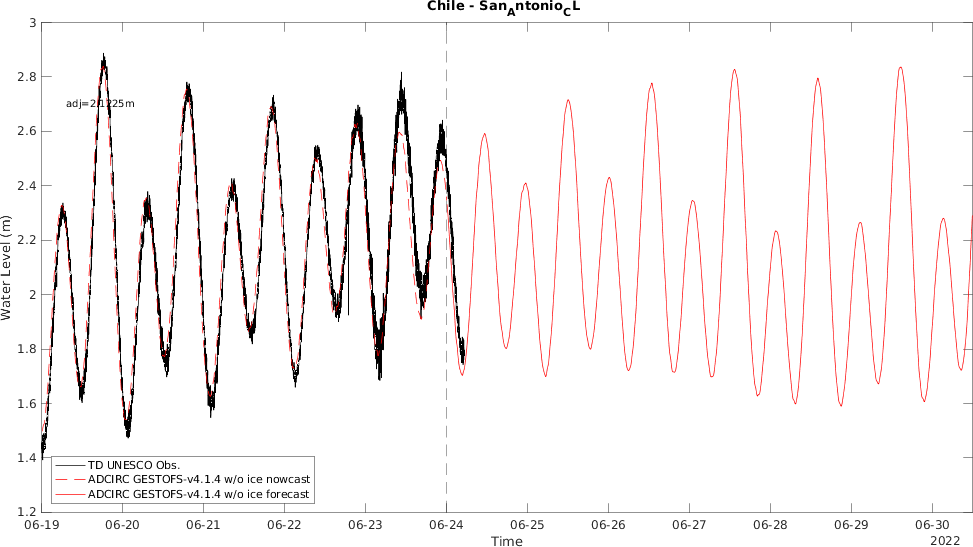 Chile - SanAntonioCL
3
2.8
adj=2.1225m
2.6
2.4
2.2
2
1.8
1.6
1.4
1.2
Water Level (m)
TD UNESCO Obs.
ADCIRC GESTOFS-v4.1.4 w/o ice nowcast
ADCIRC GESTOFS-v4.1.4 w/o ice forecast
06-19 06-20 06-21 06-22 06-23 06-24 06-25 06-26 06-27 06-28 06-29 06-30
Time
2022